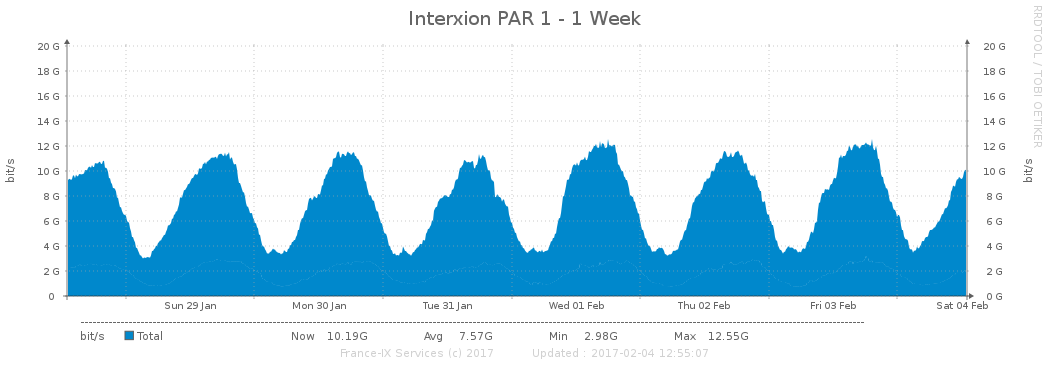 Interxion PAR 1 - 1 Week
RRDTOOL / TOBI OETIKER
20 G 20 G
18 G 18 G
16 G 16 G
14 G 14 G
12 G 12 G
10 G 10 G
8 G 8 G
6 G 6 G
4 G 4 G
2 G 2 G
0 0 G
bit/s
bit/s
Sun 29 Jan Mon 30 Jan Tue 31 Jan Wed 01 Feb Thu 02 Feb Fri 03 Feb Sat 04 Feb
bit/s Total Now 10.19G Avg 7.57G Min 2.98G Max 12.55G
France-IX Services (c) 2017 Updated : 2017-02-04 12:55:07